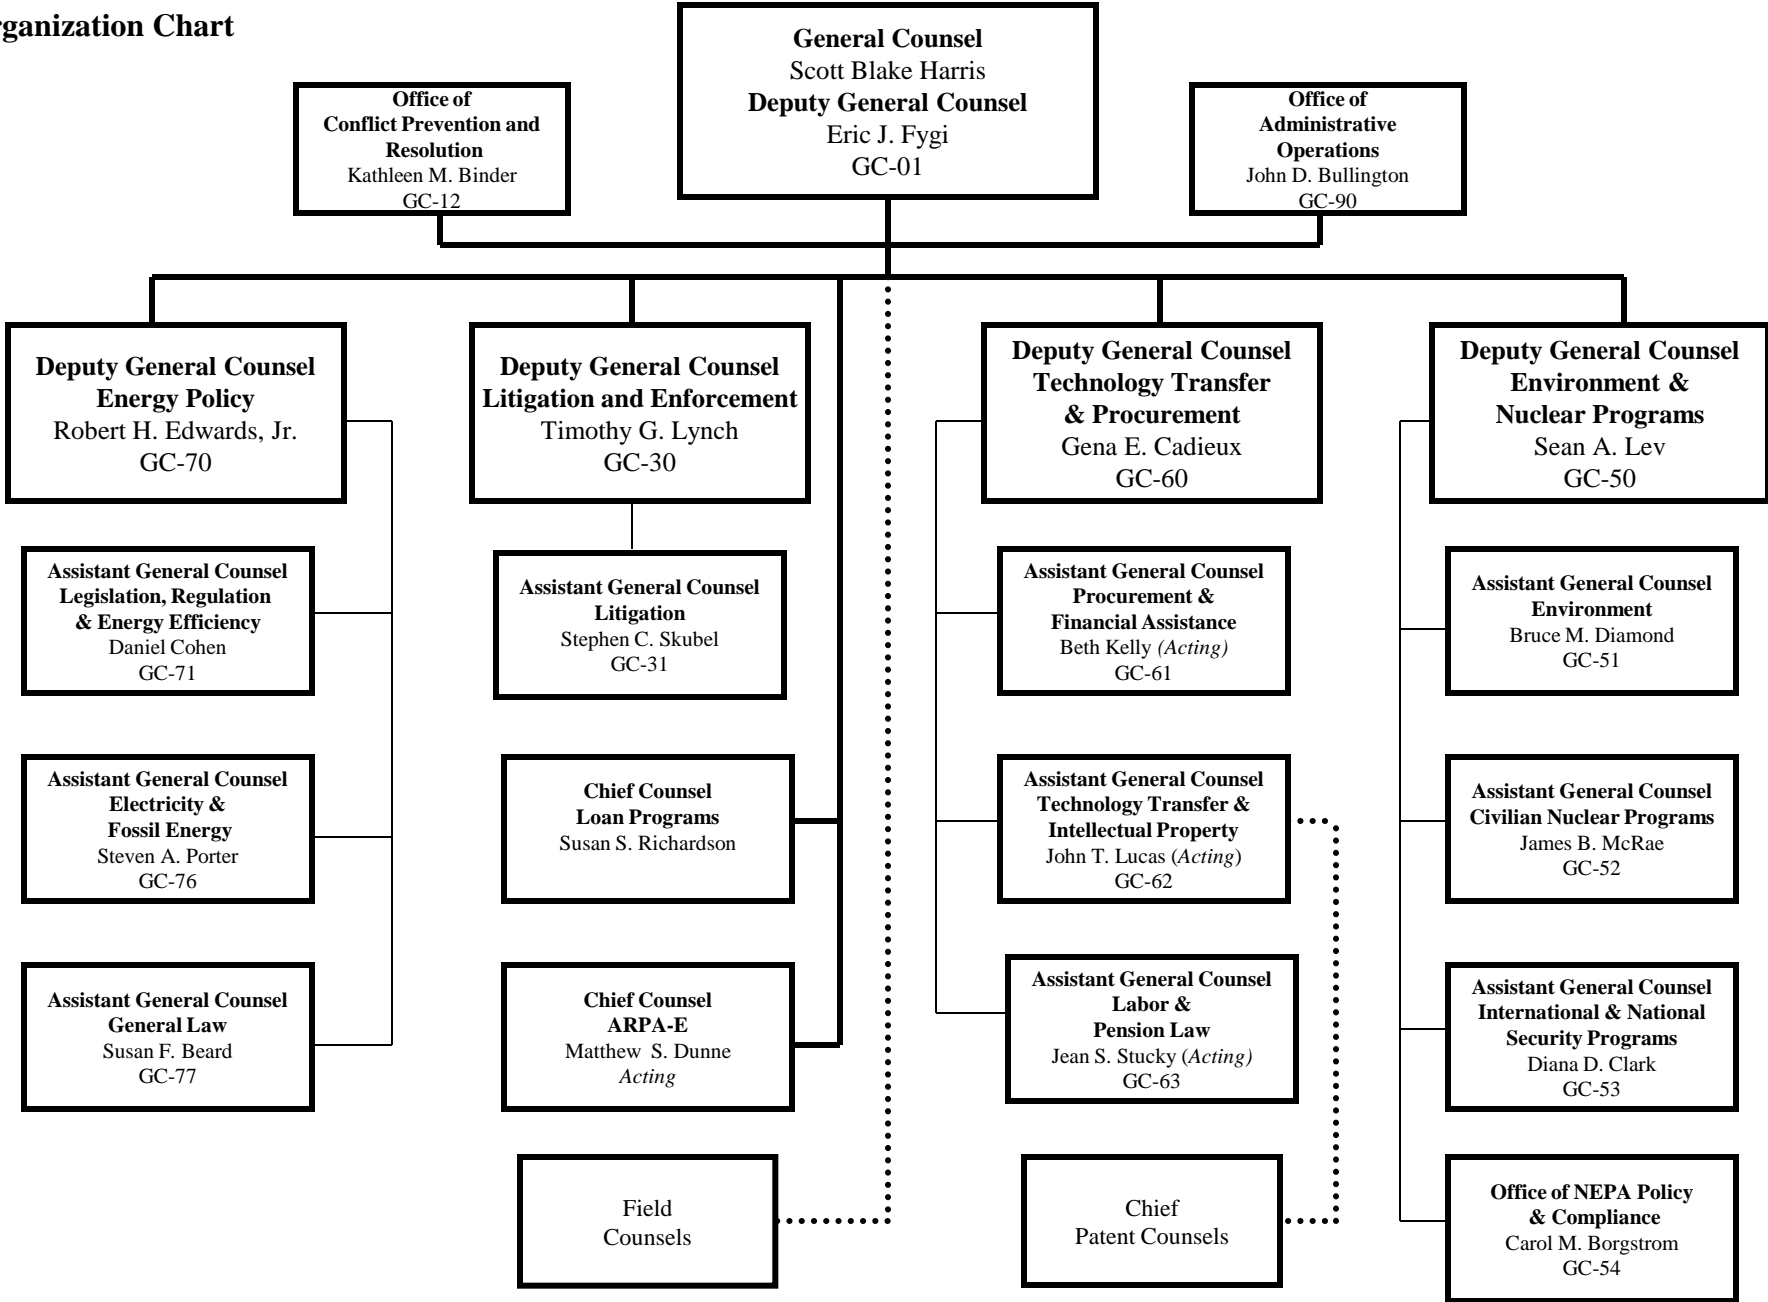 rganization Chart
General Counsel
Scott Blake Harris
Deputy General Counsel
Eric J. Fygi
GC-01
Office of
Conflict Prevention and
Resolution
Kathleen M. Binder
GC-12
Office of
Administrative
Operations
John D. Bullington
GC-90
Deputy General Counsel
Energy Policy
Robert H. Edwards, Jr.
GC-70
Deputy General Counsel
Litigation and Enforcement
Timothy G. Lynch
GC-30
Deputy General Counsel
Technology Transfer
& Procurement
Gena E. Cadieux
GC-60
Deputy General Counsel
Environment &
Nuclear Programs
Sean A. Lev
GC-50
Assistant General Counsel
Legislation, Regulation
& Energy Efficiency
Daniel Cohen
GC-71
Assistant General Counsel
Litigation
Stephen C. Skubel
GC-31
Assistant General Counsel
Procurement &
Financial Assistance
Beth Kelly (Acting)
GC-61
Assistant General Counsel
Environment
Bruce M. Diamond
GC-51
Assistant General Counsel
Electricity &
Fossil Energy
Steven A. Porter
GC-76
Chief Counsel
Loan Programs
Susan S. Richardson
Assistant General Counsel
Technology Transfer &
Intellectual Property
John T. Lucas (Acting)
GC-62
Assistant General Counsel
Civilian Nuclear Programs
James B. McRae
GC-52
Assistant General Counsel
General Law
Susan F. Beard
GC-77
Chief Counsel
ARPA-E
Matthew S. Dunne
Acting
Assistant General Counsel
Labor &
Pension Law
Jean S. Stucky (Acting)
GC-63
Assistant General Counsel
International & National
Security Programs
Diana D. Clark
GC-53
Field
Counsels
Chief
Patent Counsels
Office of NEPA Policy
& Compliance
Carol M. Borgstrom
GC-54